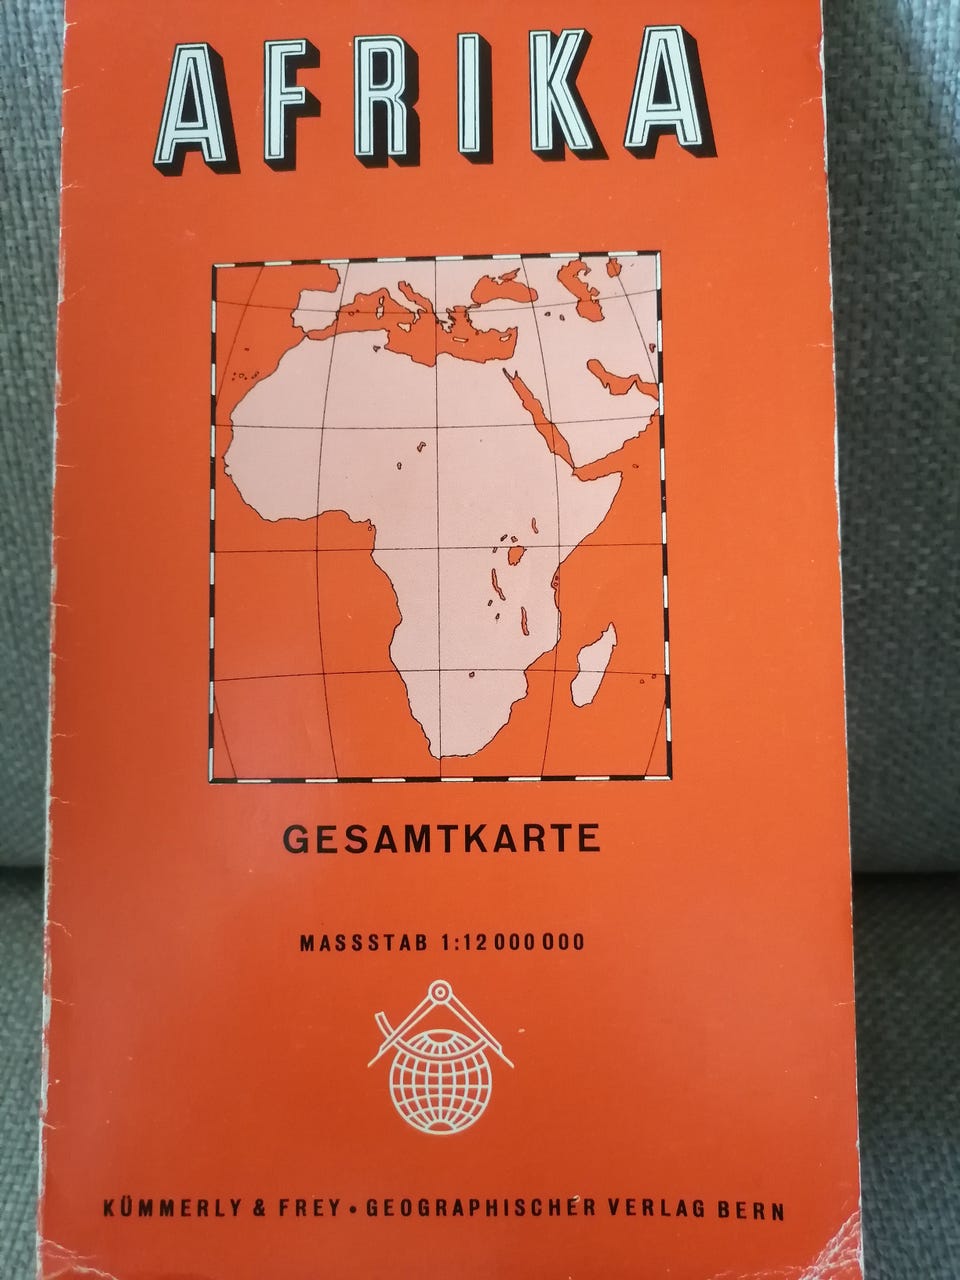 AFRIKA
GESAMTKARTE
MASSSTAB 1:12 000 000
KÜMMERLY & FREY • GEOGRAPHISCHER VERLAG BERN